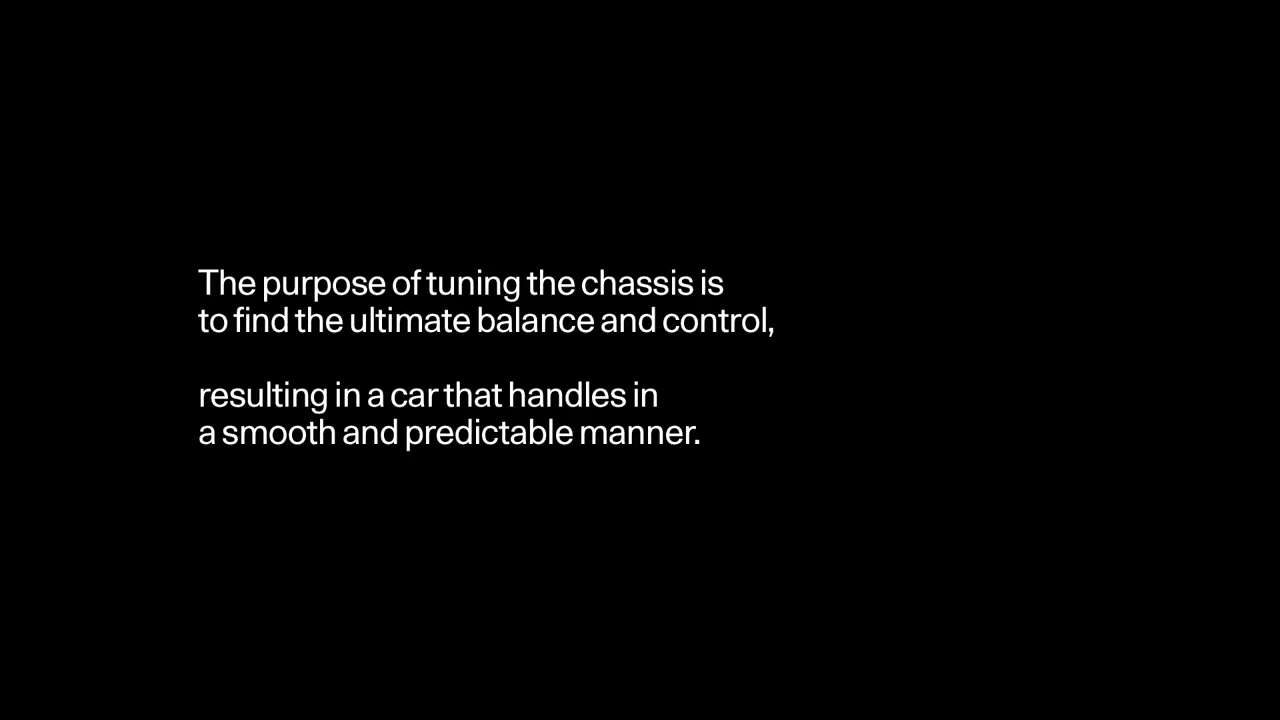 The purpose of tuning the chassis is
to find the ultimate balance and control,
resulting in a car that handles in
a smooth and predictable manner.